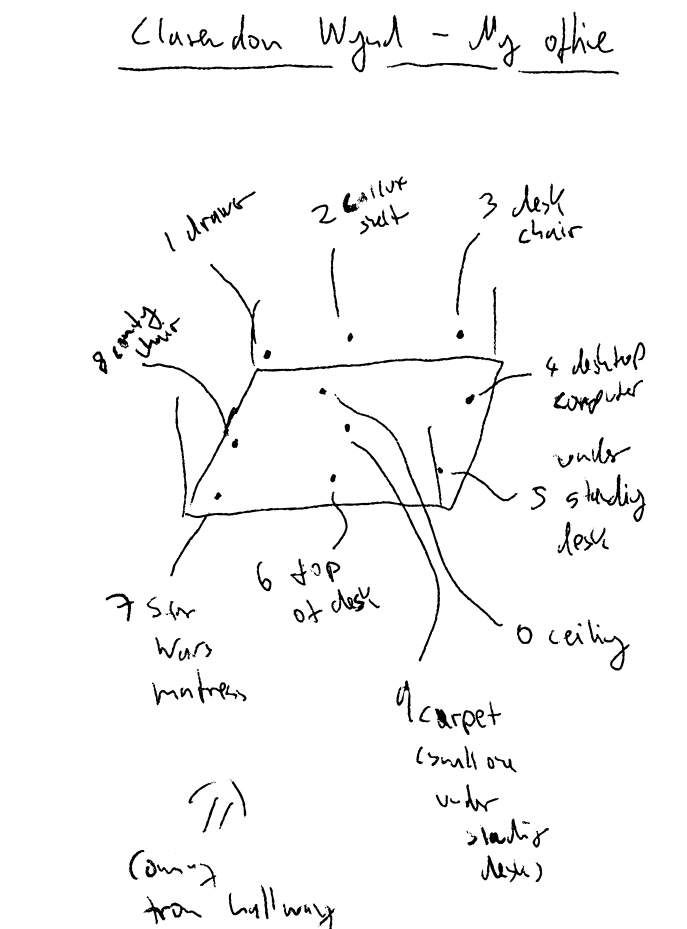 Clarendon Wynd - My office
1 drawer
2 Callux
shelf
3 desk
chair
8 comfy
chair
4 desktop
computer
under
5 standing
desk
6 top
of desk
7 Star
Wars
matress
0 ceiling
9 carpet
(small one
under
standing
desk)
Coming
from hallway